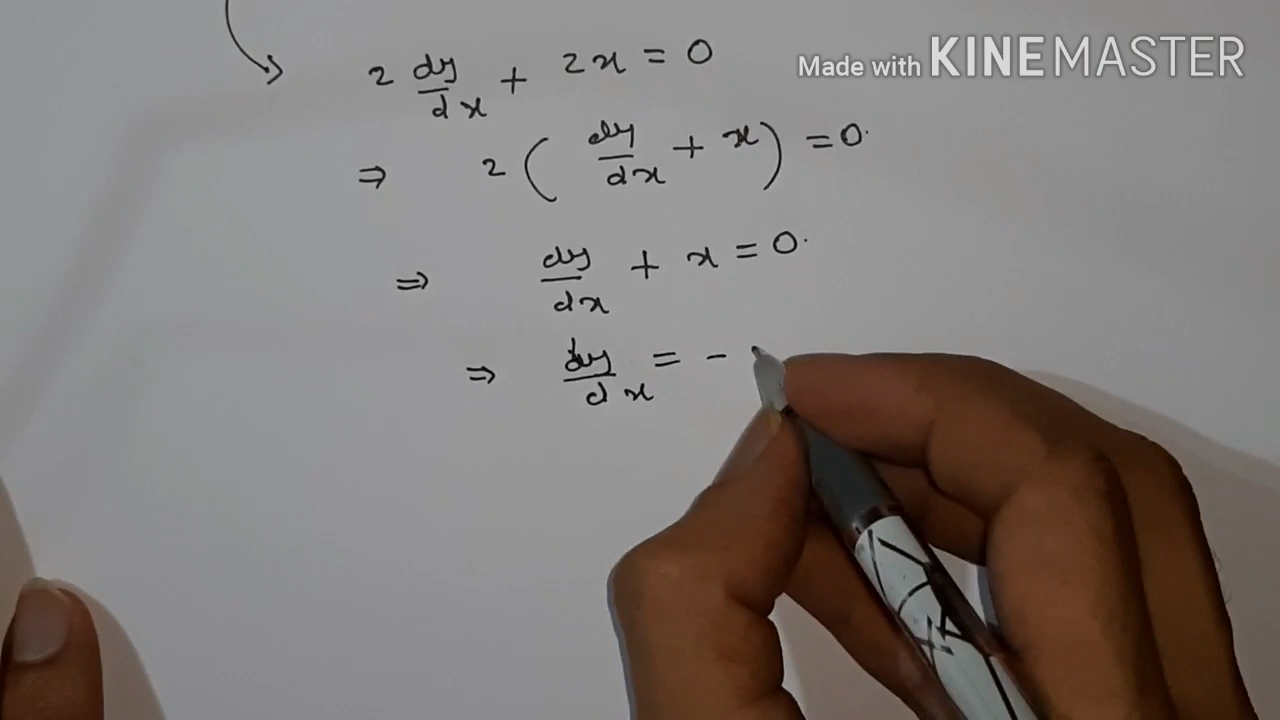 Made with KINEMASTER
2 dy/dx + 2x = 0
⇒ 2 ( dy/dx + x ) = 0.
⇒ dy/dx + x = 0.
⇒ dy/dx = -